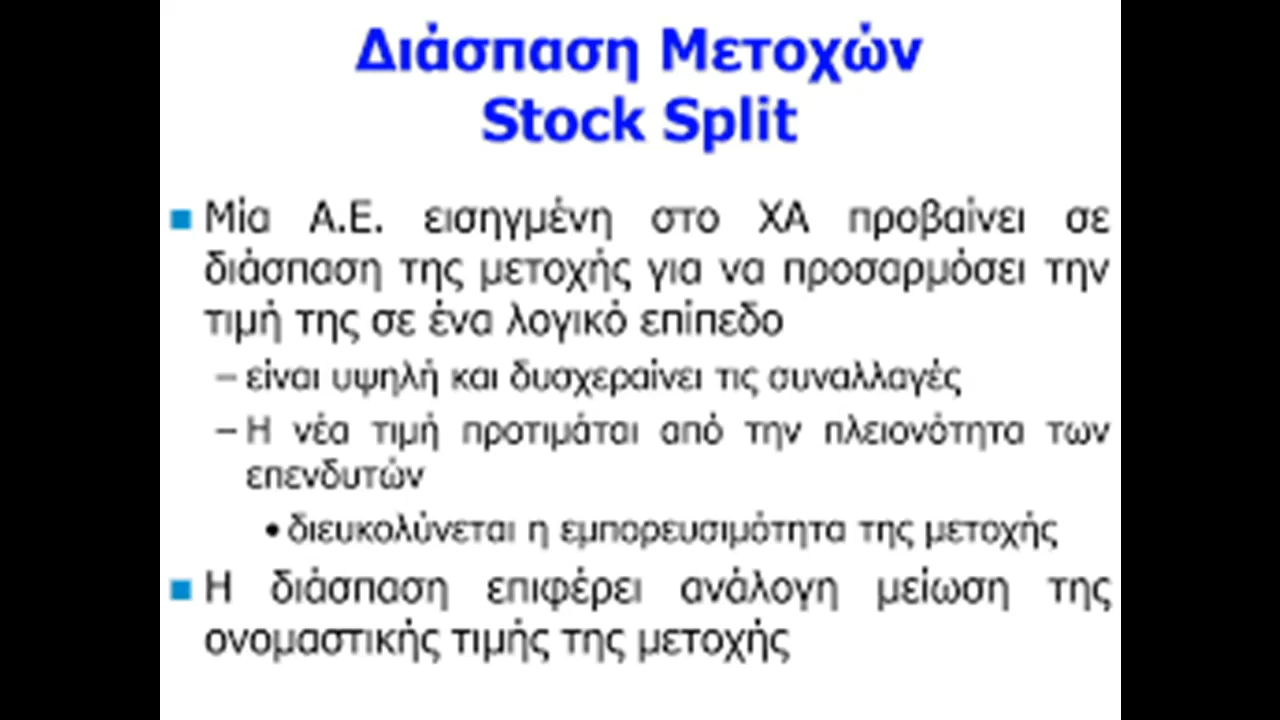 Διάσπαση Μετοχών
Stock Split
Μία Α.Ε. εισηγμένη στο ΧΑ προβαίνει σε
διάσπαση της μετοχής για να προσαρμόσει την
τιμή της σε ένα λογικό επίπεδο
– είναι υψηλή και δυσχεραίνει τις συναλλαγές
– Η νέα τιμή προτιμάται από την πλειονότητα των
επενδυτών
• διευκολύνεται η εμπορευσιμότητα της μετοχής
Η διάσπαση επιφέρει ανάλογη μείωση της
ονομαστικής τιμής της μετοχής